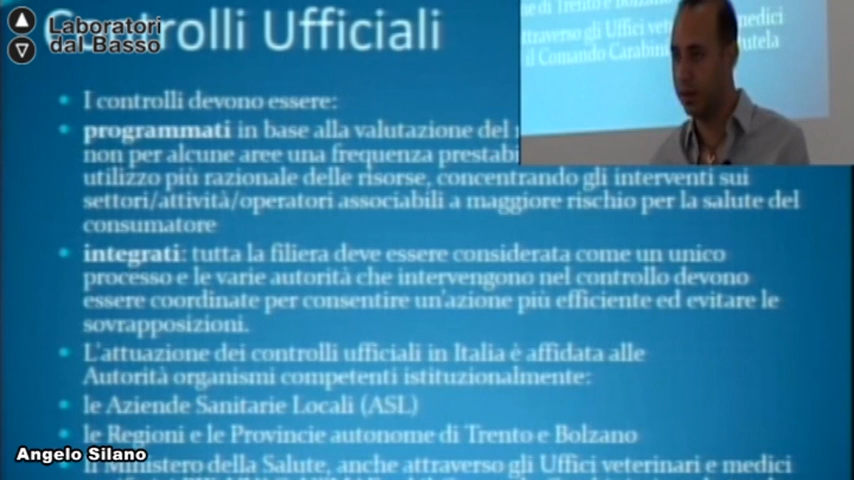 Laboratori
dal Basso
Controlli Ufficiali
ne di Trento e Bolzano
attraverso gli Uffici veterinari e medici
il Comando Carabinieri Tutela
I controlli devono essere:
programmati in base alla valutazione del
non per alcune aree una frequenza
utilizzo più razionale delle risorse, concentrando gli interventi sui
settori/attività/operatori associabili a maggiore rischio per la salute del
consumatore
integrati: tutta la filiera deve essere considerata come un unico
processo e le varie autorità che intervengono nel controllo devono
essere coordinate per consentire un'azione più efficiente ed evitare le
sovrapposizioni.
L'attuazione dei controlli ufficiali in Italia è affidata alle
Autorità organismi competenti istituzionalmente:
le Aziende Sanitarie Locali (ASL)
le Regioni e le Provincie autonome di Trento e Bolzano
Il Ministero della Salute, anche attraverso gli Uffici veterinari e medici
Angelo Silano